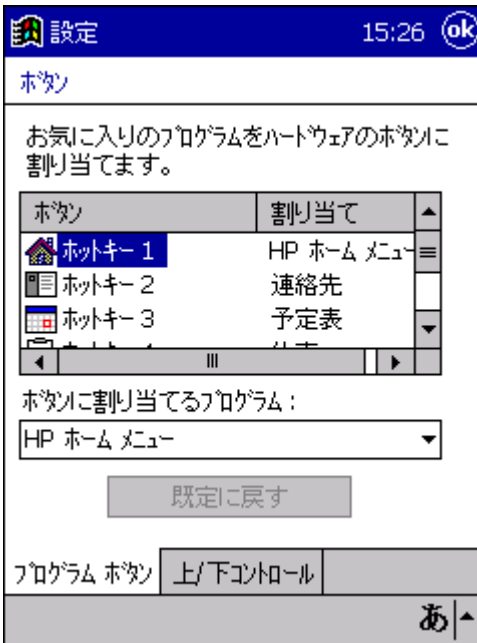 設定 15:26 ok
ボタン
お気に入りのプログラムをハードウェアのボタンに
割り当てます。
ボタン 割り当て
ホットキー 1 HP ホーム メニュー
ホットキー 2 連絡先
ホットキー 3 予定表
ボタンに割り当てるプログラム :
HP ホーム メニュー
既定に戻す
プログラム ボタン 上/下コントロール
あ